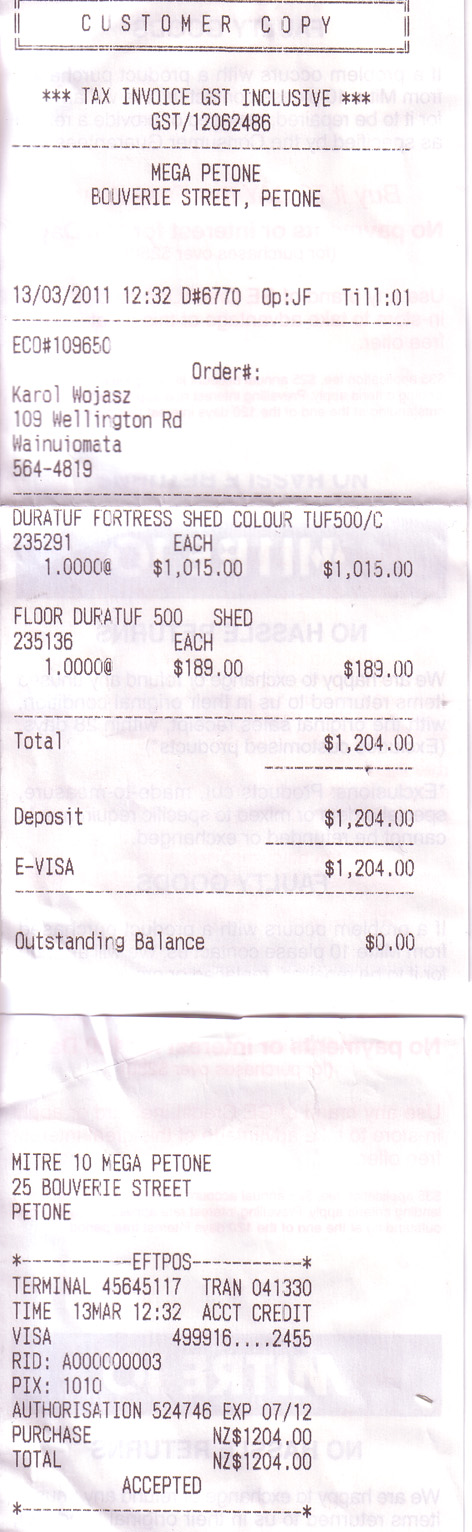 CUSTOMER COPY
*** TAX INVOICE GST INCLUSIVE ***
GST/12062486
MEGA PETONE
BOUVERIE STREET, PETONE
13/03/2011 12:32 D#6770 Op:JF Till:01
ECO#109650
Order#:
Karol Wojasz
109 Wellington Rd
Wainuiomata
564-4819
DURATUF FORTRESS SHED COLOUR TUF500/C
235291 EACH
1.0000@ $1,015.00 $1,015.00
FLOOR DURATUF 500 SHED
235136 EACH
1.0000@ $189.00 $189.00
Total $1,204.00
Deposit $1,204.00
E-VISA $1,204.00
Outstanding Balance $0.00
MITRE 10 MEGA PETONE
25 BOUVERIE STREET
PETONE
*----------EFTPOS----------*
TERMINAL 45645117 TRAN 041330
TIME 13MAR 12:32 ACCT CREDIT
VISA 499916....2455
RID: A000000003
PIX: 1010
AUTHORISATION 524746 EXP 07/12
PURCHASE NZ$1204.00
TOTAL NZ$1204.00
ACCEPTED
*--------------------------*